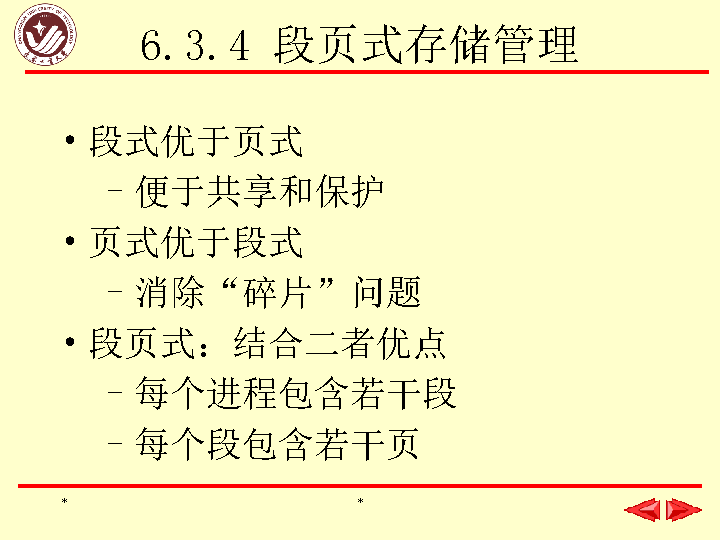 6.3.4 段页式存储管理
•段式优于页式
–便于共享和保护
•页式优于段式
–消除“碎片”问题
•段页式：结合二者优点
–每个进程包含若干段
–每个段包含若干页
* *